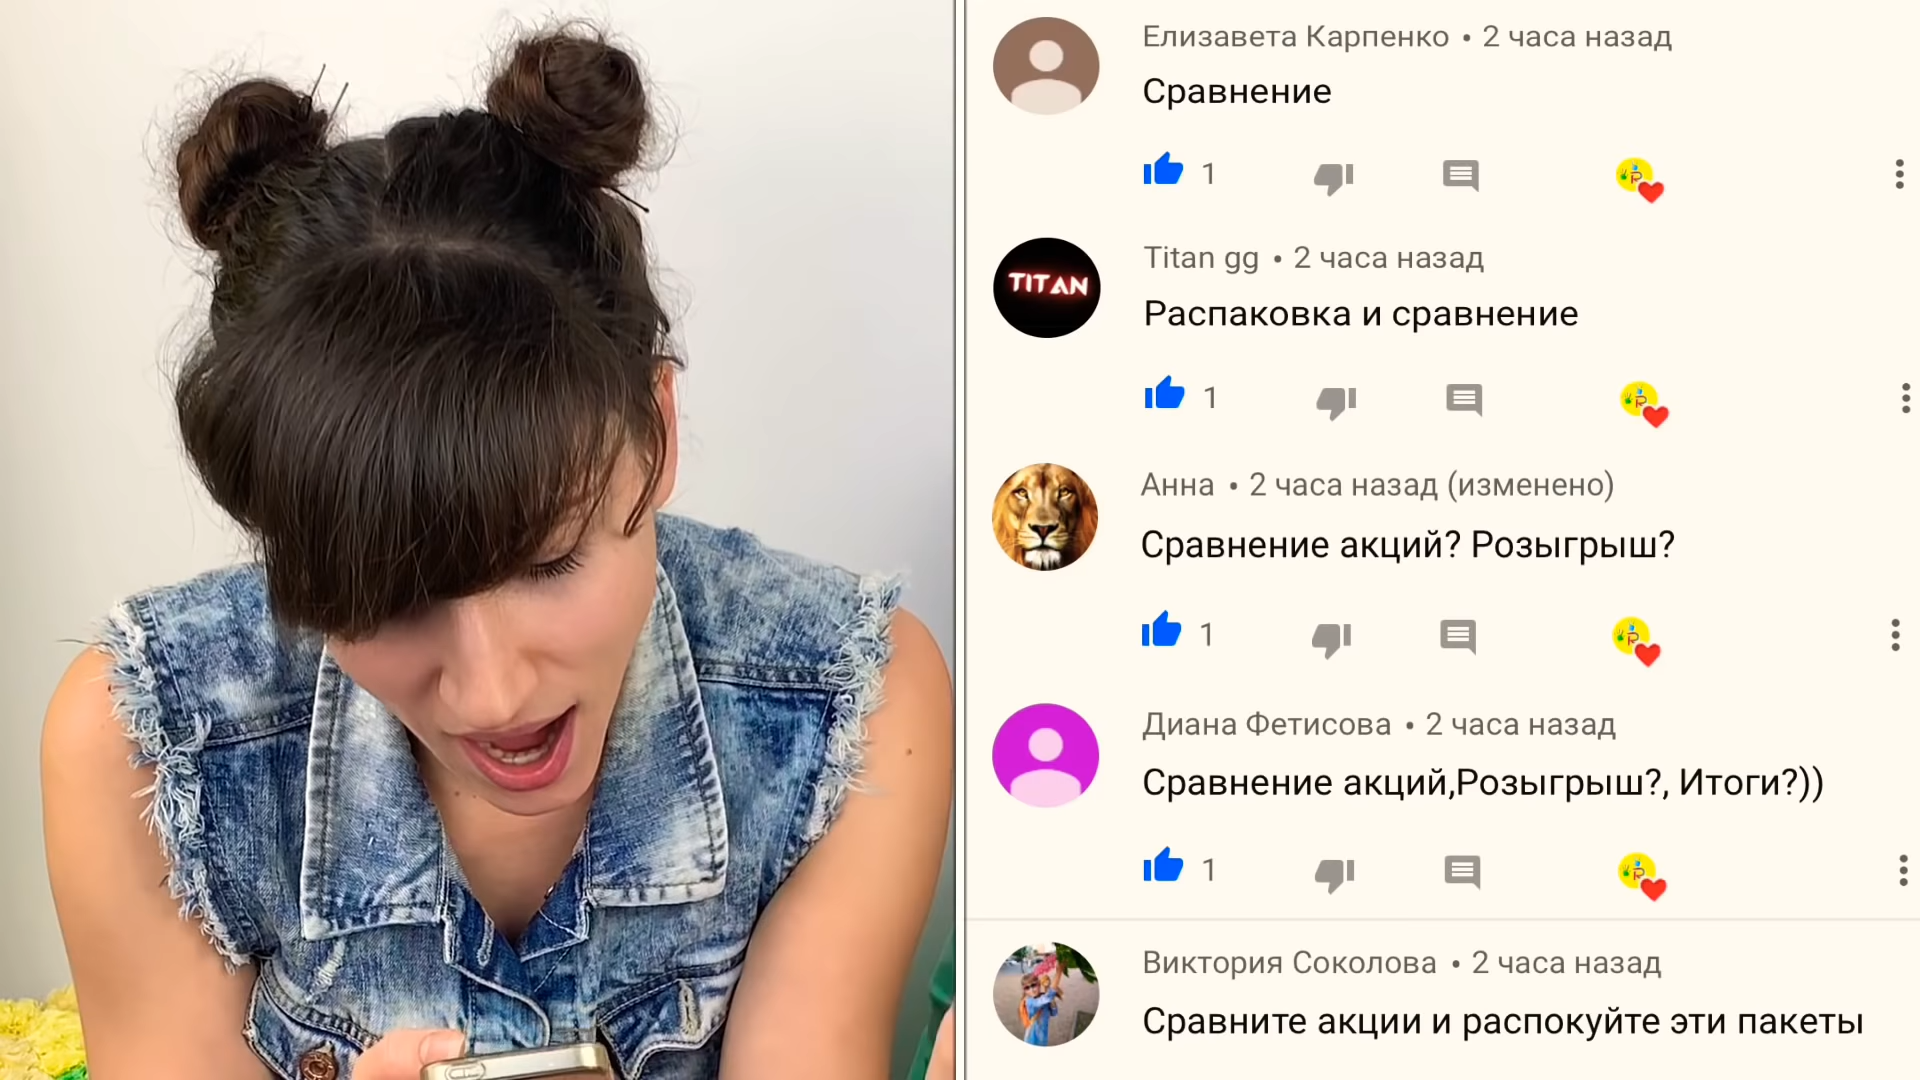 Елизавета Карпенко • 2 часа назад
Сравнение
1
Titan gg • 2 часа назад
TITAN
Распаковка и сравнение
1
Анна • 2 часа назад (изменено)
Сравнение акций? Розыгрыш?
1
Диана Фетисова • 2 часа назад
Сравнение акций,Розыгрыш?, Итоги?))
1
Виктория Соколова • 2 часа назад
Сравните акции и распокуйте эти пакеты